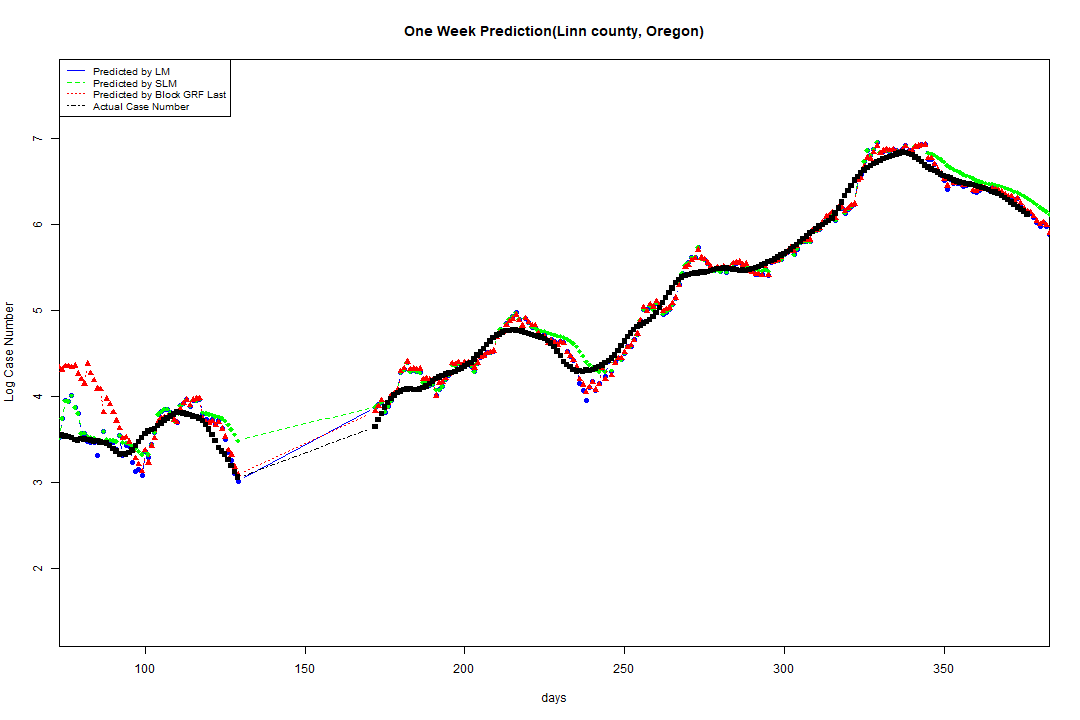 One Week Prediction(Linn county, Oregon)
Predicted by LM
Predicted by SLM
Predicted by Block GRF Last
Actual Case Number
Log Case Number
7
6
5
4
3
2
100 150 200 250 300 350
days